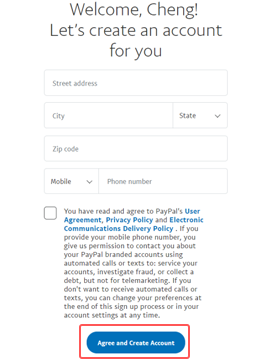 Welcome, Cheng!
Let's create an account
for you
Street address
City State
Zip code
Mobile Phone number
You have read and agree to PayPal's User
Agreement, Privacy Policy and Electronic
Communications Delivery Policy . If you
provide your mobile phone number, you
give us permission to contact you about
your PayPal branded accounts using
automated calls or texts to: service your
accounts, investigate fraud, or collect a
debt, but not for telemarketing. If you
don't want to receive automated calls or
texts, you can change your preferences at
the end of this sign up process or in your
account settings at any time.
Agree and Create Account